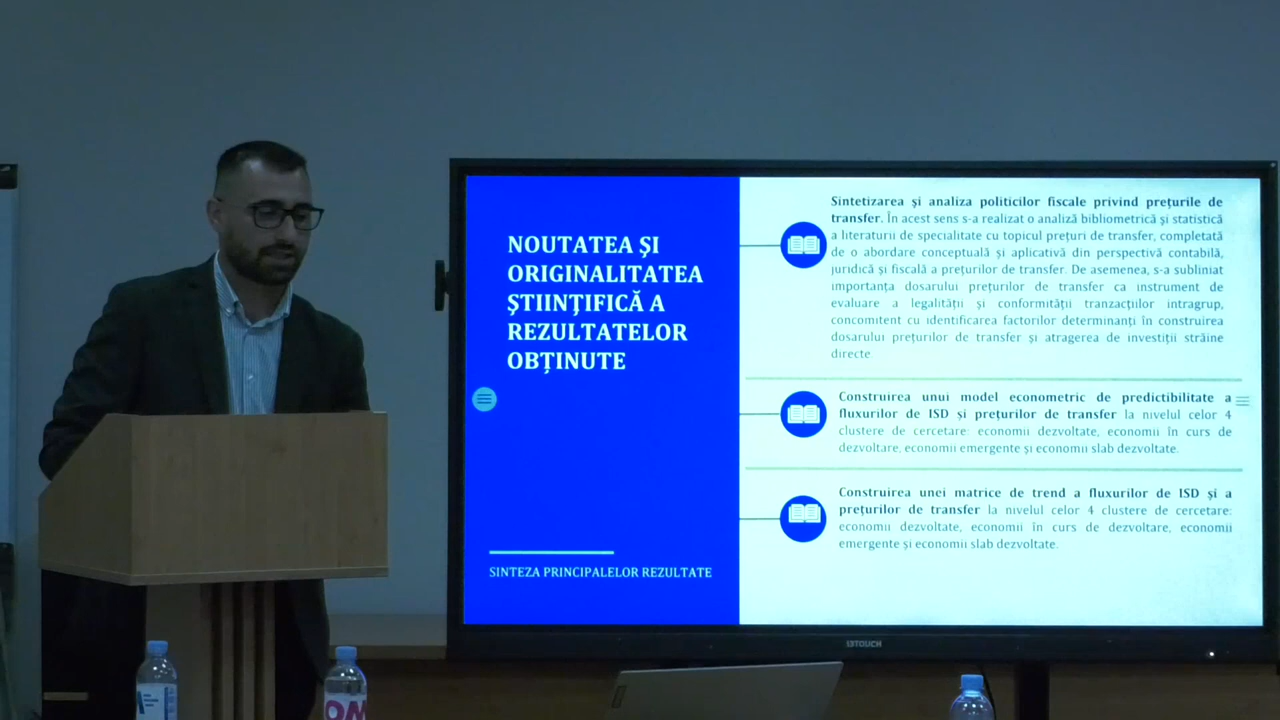 NOUTATEA ȘI
ORIGINALITATEA
ȘTIINȚIFICĂ A
REZULTATELOR
OBȚINUTE
SINTEZA PRINCIPALELOR REZULTATE
Sintetizarea și analiza politicilor fiscale privind prețurile de
transfer. În acest sens s-a realizat o analiză bibliometrică și statistică
a literaturii de specialitate cu topicul prețuri de transfer, completată
de o abordare conceptuală și aplicativă din perspectivă contabilă,
juridică și fiscală a prețurilor de transfer. De asemenea, s-a subliniat
importanța dosarului prețurilor de transfer ca instrument de
evaluare a legalității și conformității tranzacțiilor intragrup,
concomitent cu identificarea factorilor determinanți în construirea
dosarului prețurilor de transfer și atragerea de investiții străine
directe
Construirea unui model econometric de predictibilitate a
fluxurilor de ISD și prețurilor de transfer la nivelul celor 4
clustere de cercetare: economii dezvoltate, economii în curs de
dezvoltare, economii emergente și economii slab dezvoltate.
Construirea unei matrice de trend a fluxurilor de ISD și a
prețurilor de transfer la nivelul celor 4 clustere de cercetare:
economii dezvoltate, economii în curs de dezvoltare, economii
emergente și economii slab dezvoltate.
OM